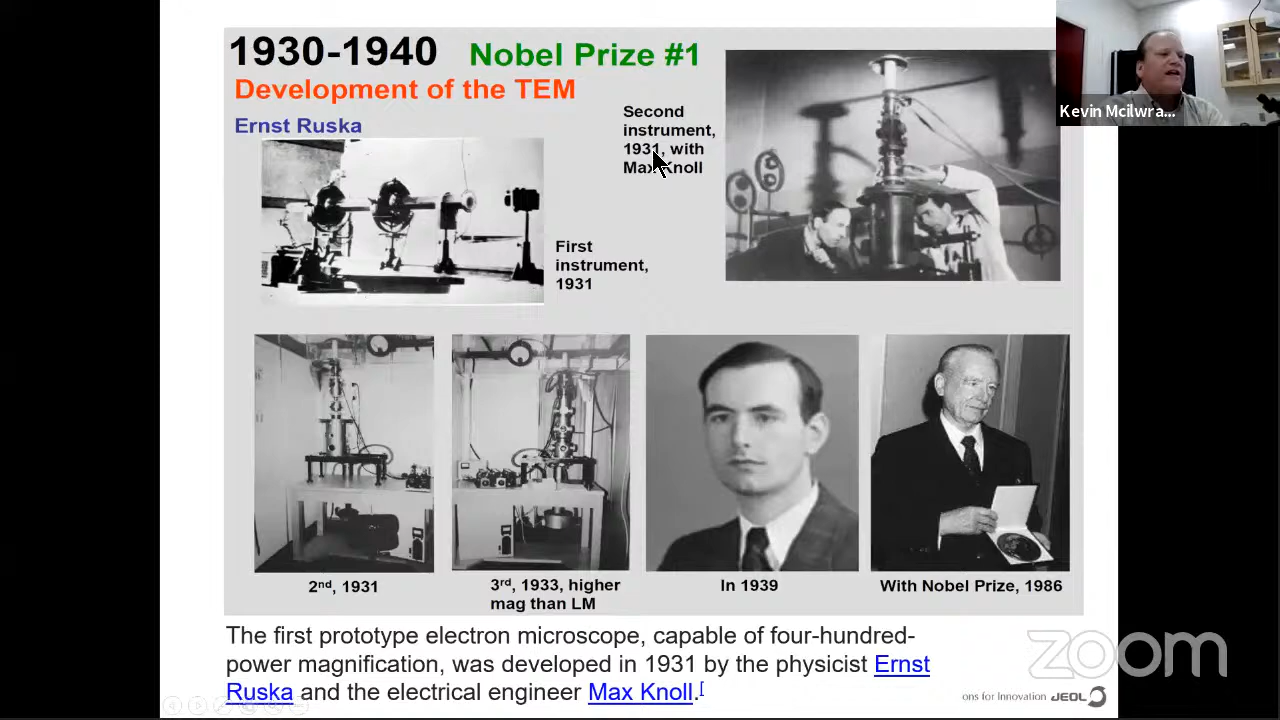 1930-1940 Nobel Prize #1
Development of the TEM
Ernst Ruska
Second
instrument,
1931, with
Max Knoll
First
instrument,
1931
2nd, 1931
3rd, 1933, higher
mag than LM
In 1939
With Nobel Prize, 1986
The first prototype electron microscope, capable of four-hundred-
power magnification, was developed in 1931 by the physicist Ernst
Ruska and the electrical engineer Max Knoll.[
ons for Innovation JEOL
Kevin Mcilwra...
zoom